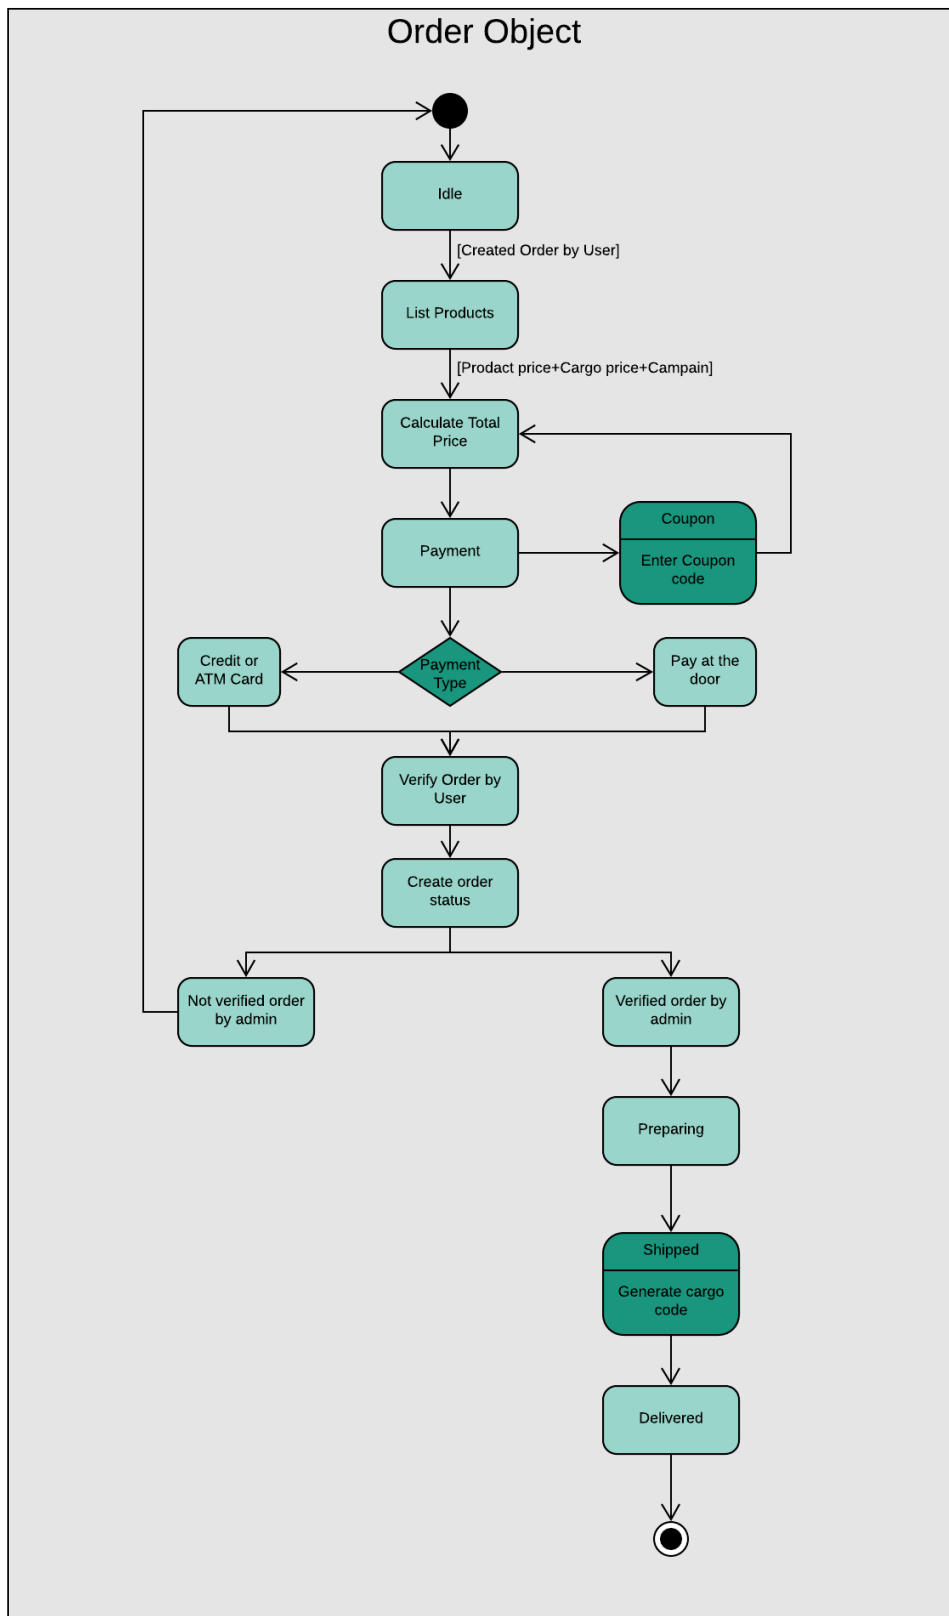 Order Object
Idle
[Created Order by User]
List Products
[Prodact price+Cargo price+Campain]
Calculate Total
Price
Payment
Coupon
Enter Coupon
code
Credit or
ATM Card
Payment
Type
Pay at the
door
Verify Order by
User
Create order
status
Not verified order
by admin
Verified order by
admin
Preparing
Shipped
Generate cargo
code
Delivered